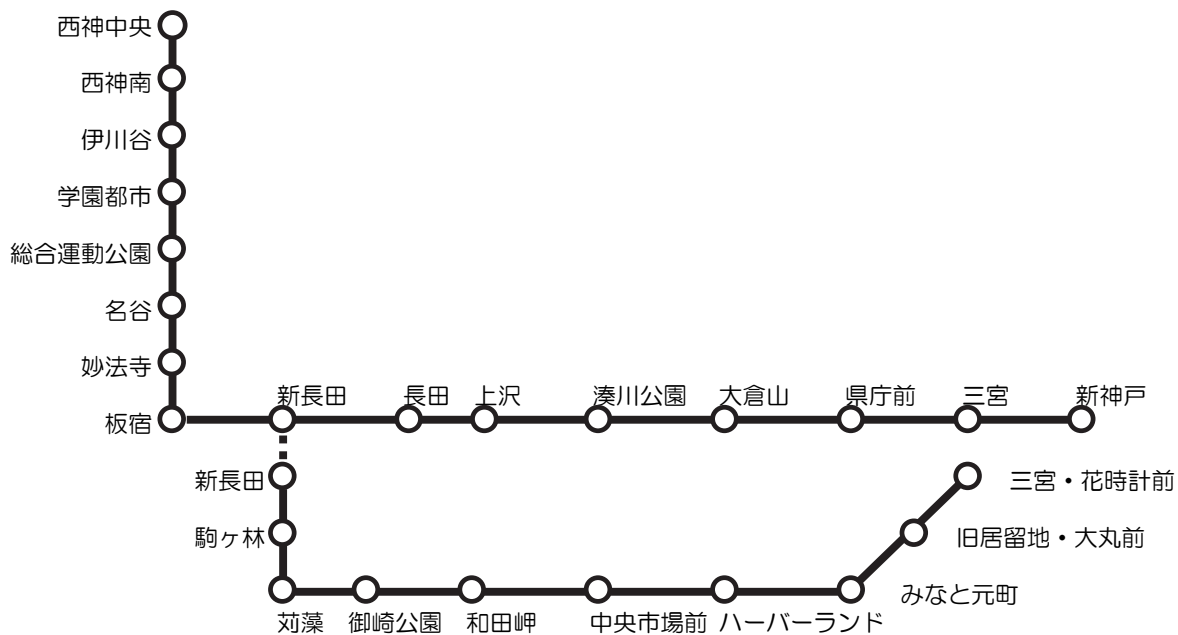 西神中央
西神南
伊川谷
学園都市
総合運動公園
名谷
妙法寺
板宿
新長田
長田
上沢
湊川公園
大倉山
県庁前
三宮
新神戸
新長田
駒ヶ林
苅藻
御崎公園
和田岬
中央市場前
ハーバーランド
みなと元町
旧居留地・大丸前
三宮・花時計前